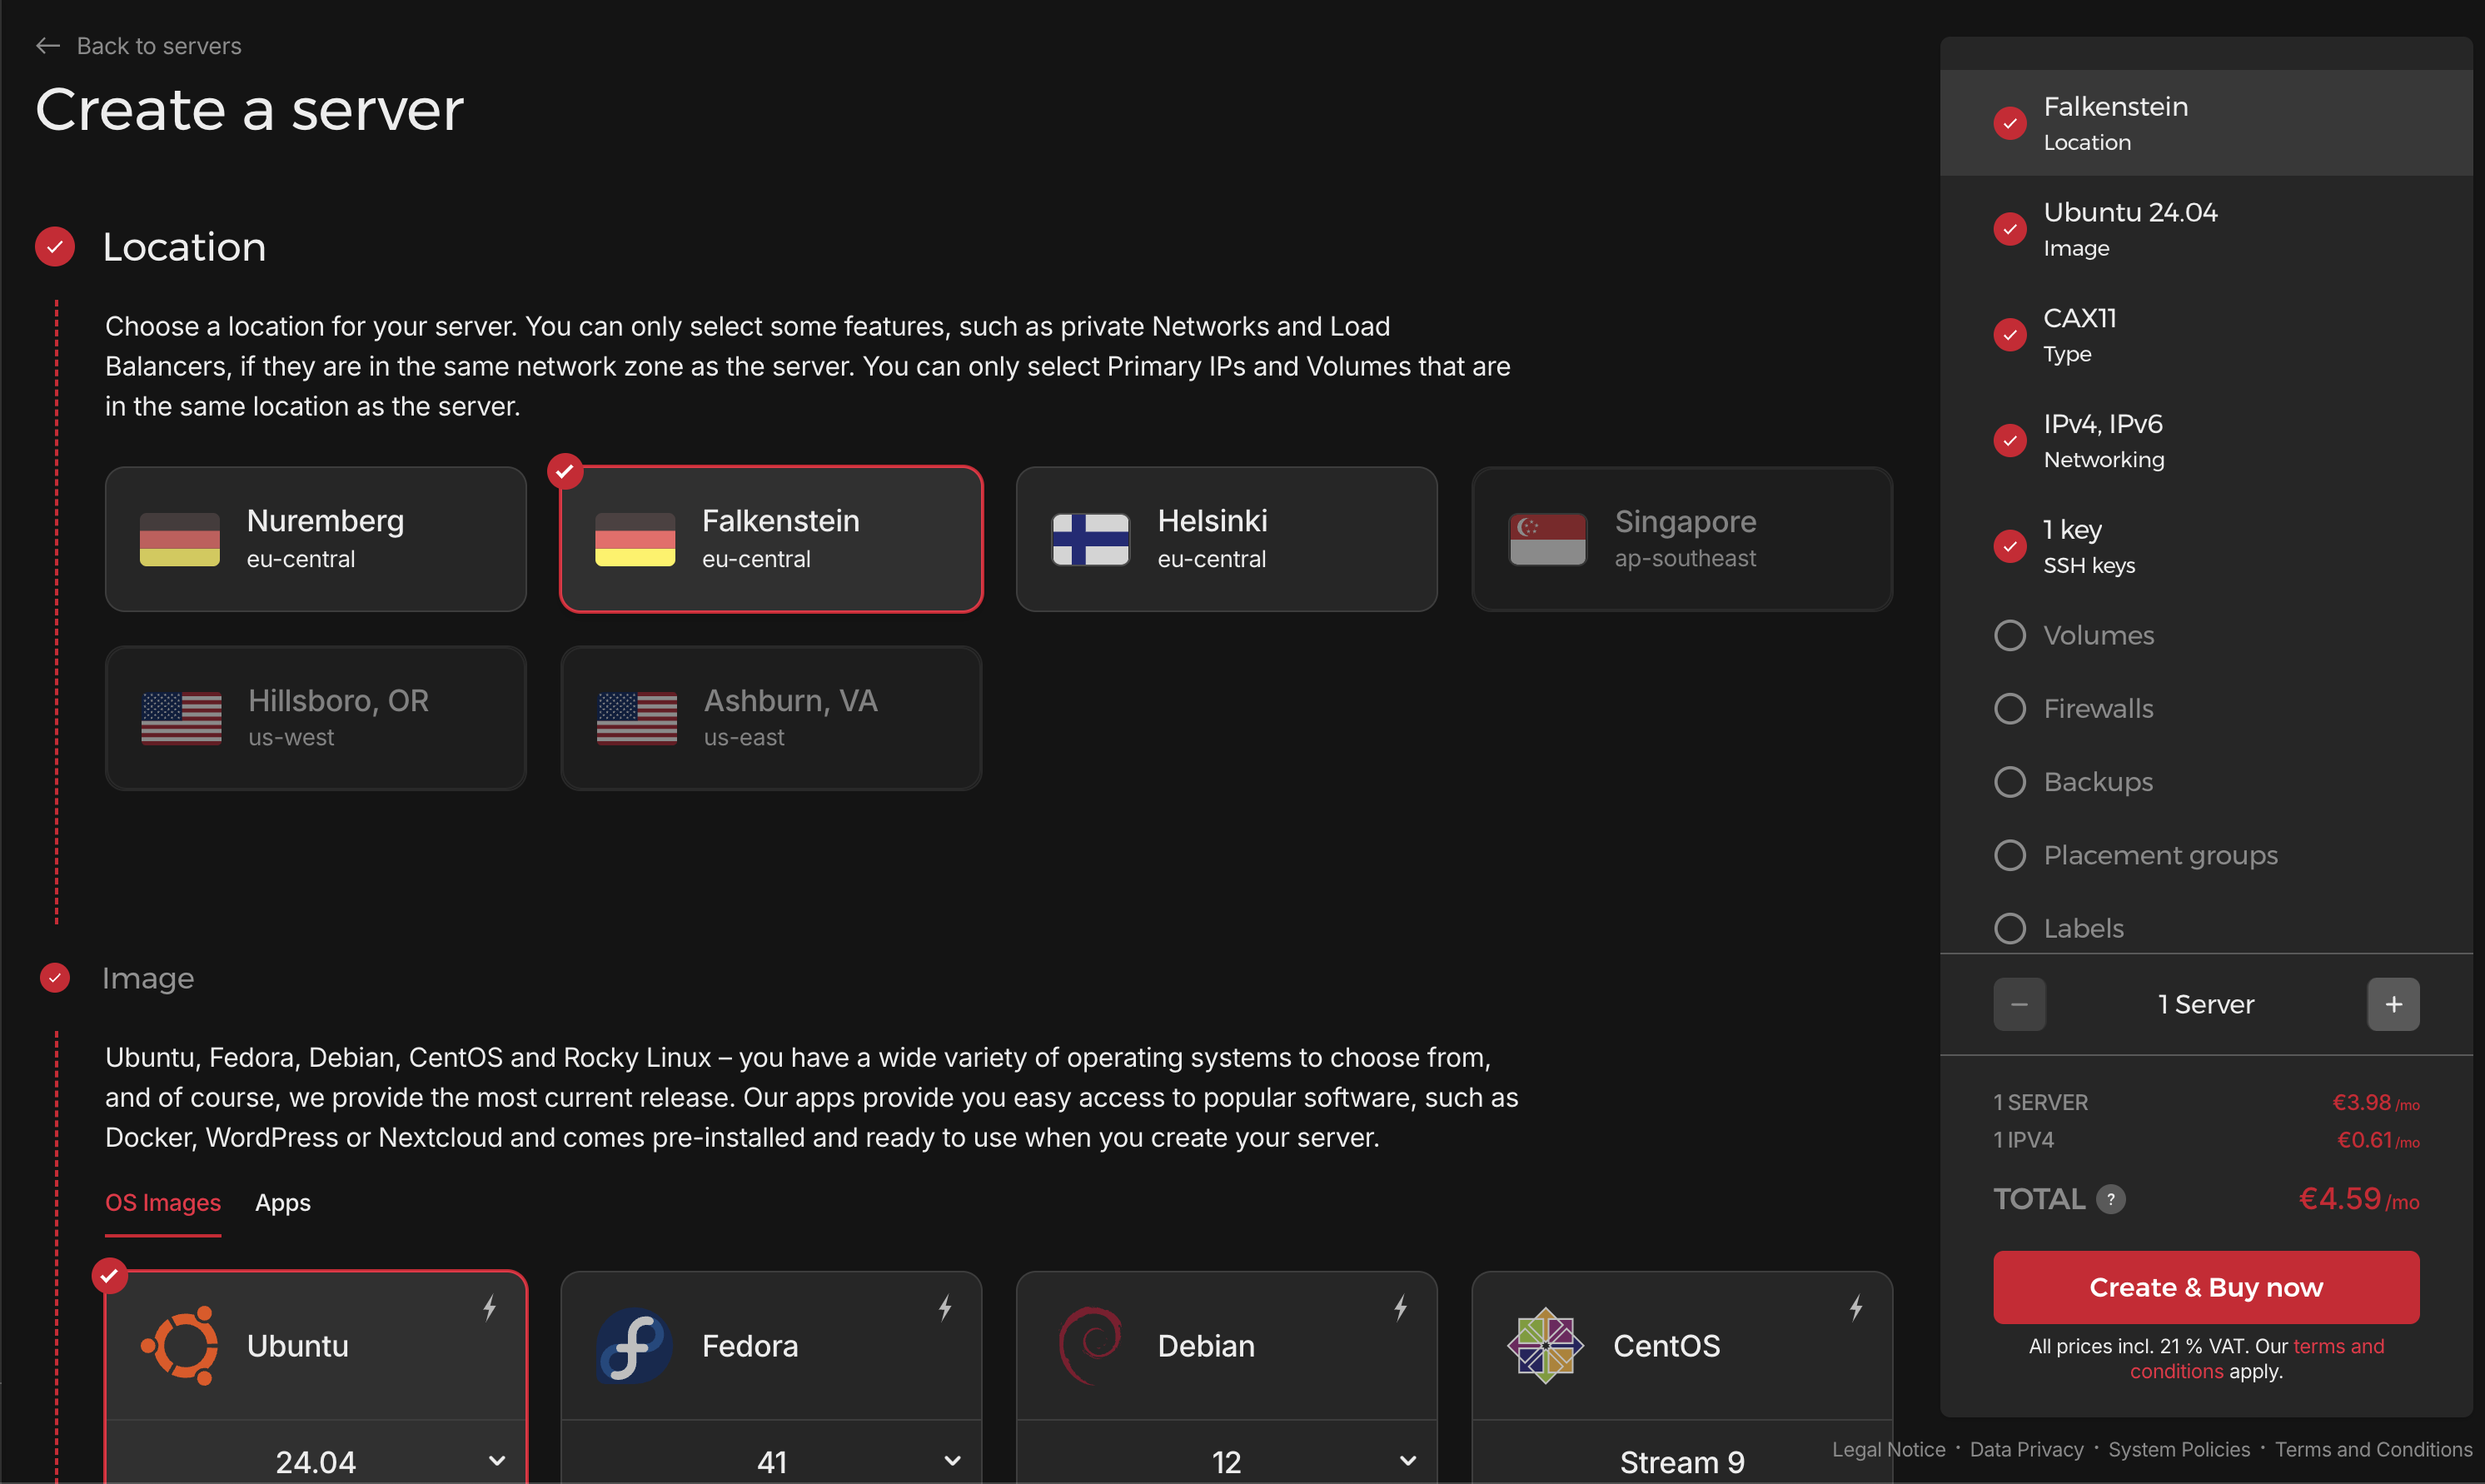 Back to servers
Create a server
Location
Choose a location for your server. You can only select some features, such as private Networks and Load
Balancers, if they are in the same network zone as the server. You can only select Primary IPs and Volumes that are
in the same location as the server.
Nuremberg
eu-central
Falkenstein
eu-central
Helsinki
eu-central
Singapore
ap-southeast
Hillsboro, OR
us-west
Ashburn, VA
us-east
Image
Ubuntu, Fedora, Debian, CentOS and Rocky Linux – you have a wide variety of operating systems to choose from,
and of course, we provide the most current release. Our apps provide you easy access to popular software, such as
Docker, WordPress or Nextcloud and comes pre-installed and ready to use when you create your server.
OS Images Apps
Ubuntu
24.04
Fedora
41
Debian
12
CentOS
Stream 9
Falkenstein
Location
Ubuntu 24.04
Image
CAX11
Type
IPv4, IPv6
Networking
1 key
SSH keys
Volumes
Firewalls
Backups
Placement groups
Labels
− 1 Server +
1 SERVER €3.98 /mo
1 IPV4 €0.61 /mo
TOTAL ? €4.59 /mo
Create & Buy now
All prices incl. 21 % VAT. Our terms and
conditions apply.
Legal Notice · Data Privacy · System Policies · Terms and Conditions